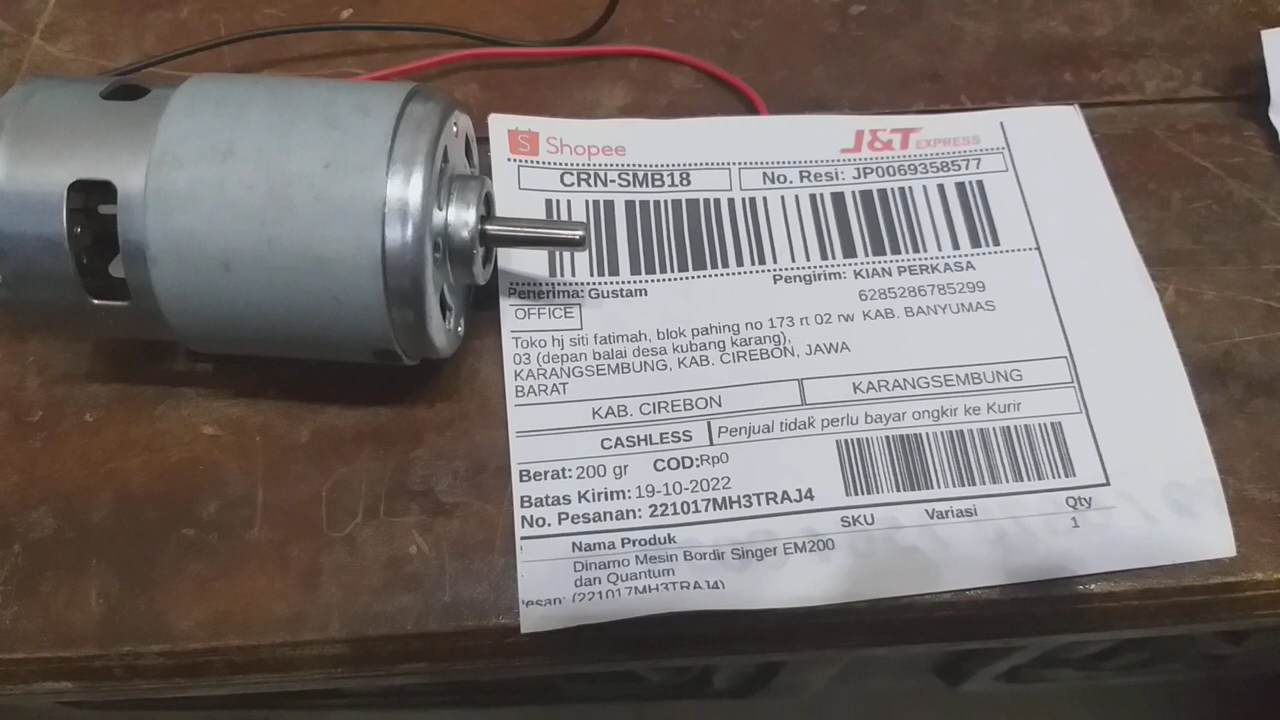 Shopee
J&T EXPRESS
CRN-SMB18
No. Resi: JP0069358577
Penerima: Gustam
Pengirim: KIAN PERKASA
6285286785299
OFFICE
KAB. BANYUMAS
Toko hj siti fatimah, blok pahing no 173 rt 02 rw
03 (depan balai desa kubang karang),
KARANGSEMBUNG, KAB. CIREBON, JAWA
BARAT
KAB. CIREBON
KARANGSEMBUNG
CASHLESS
Penjual tidak perlu bayar ongkir ke Kurir
Berat: 200 gr COD:Rp0
Batas Kirim: 19-10-2022
No. Pesanan: 221017MH3TRAJ4
Nama Produk SKU Variasi Qty
Dinamo Mesin Bordir Singer EM200 1
dan Quantum
esan: (221017MH3TRAJ4)